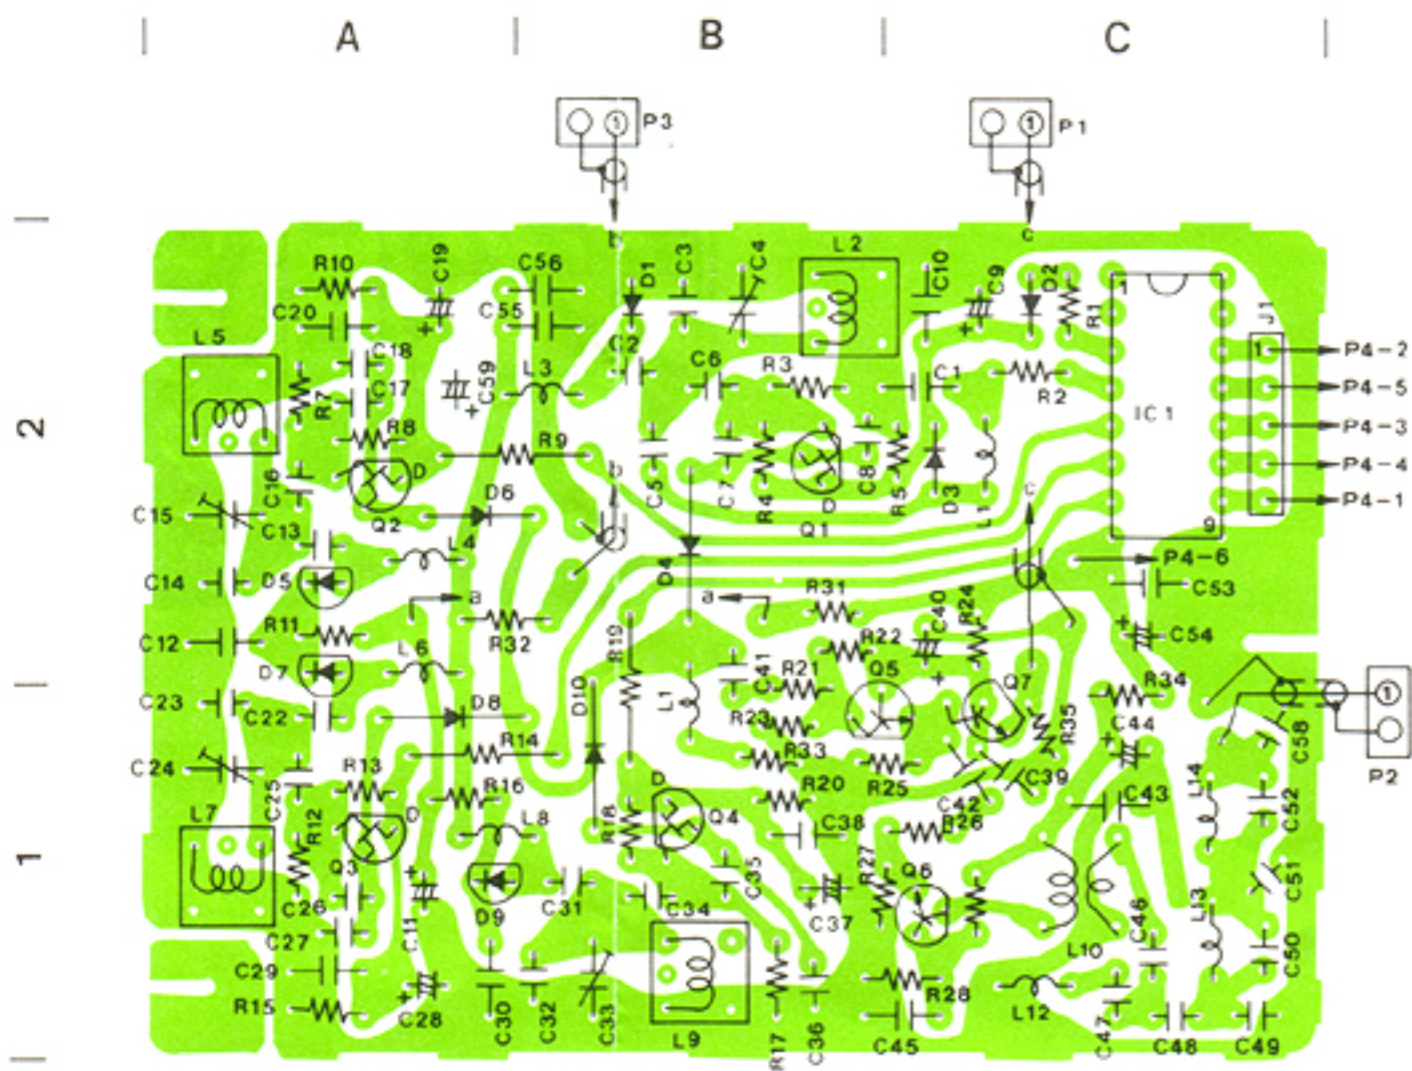 A B C
P3 P1
b c
R10 C19 C56 D1 C3 C4 L2 C10 C9 D2 R1 1 J1
C20 C55
L5 C18 C2 1 P4-2
C17 C59 L3 C6 R3 C1 R2 P4-5
2 R7 IC1
R8 P4-3
R9
C16 D b C5 C7 R4 D C8 R5 D3 L1 c P4-4
C15 D6 P4-1
Q2 Q1 9
C13 L4 D4 P4-6
C14 D5 C53
a a R31
R11 R32 R19 C40 R24 C54
C12 R22
D7 L6 C41 R21 Q5 Q7 R34 1
C23 C22 D8 D10 L1 R23 R35 C44 C58
R14 R33 P2
C24 C25 R13 R16 D R20 R25 C39 L14
L7 C42 C43 C52
R12 D L8 R18 Q4 C38 R26
1 Q3 C35 R27 Q6 C51
C26 C11 D9 C31 C34 C37 L13
C27 L10 C46 C50
C29 R28
R15 C28 C30 C32 C33 L9 R17 C36 C45 L12 C47 C48 C49